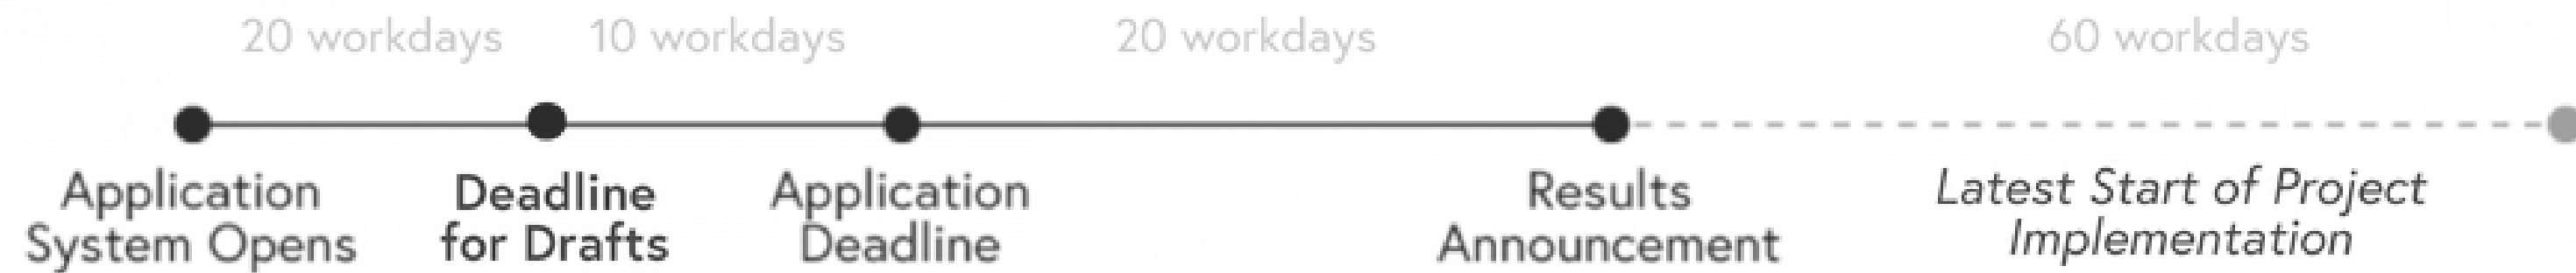 20 workdays
10 workdays
20 workdays
60 workdays
Application
System Opens
Deadline
for Drafts
Application
Deadline
Results
Announcement
Latest Start of Project
Implementation